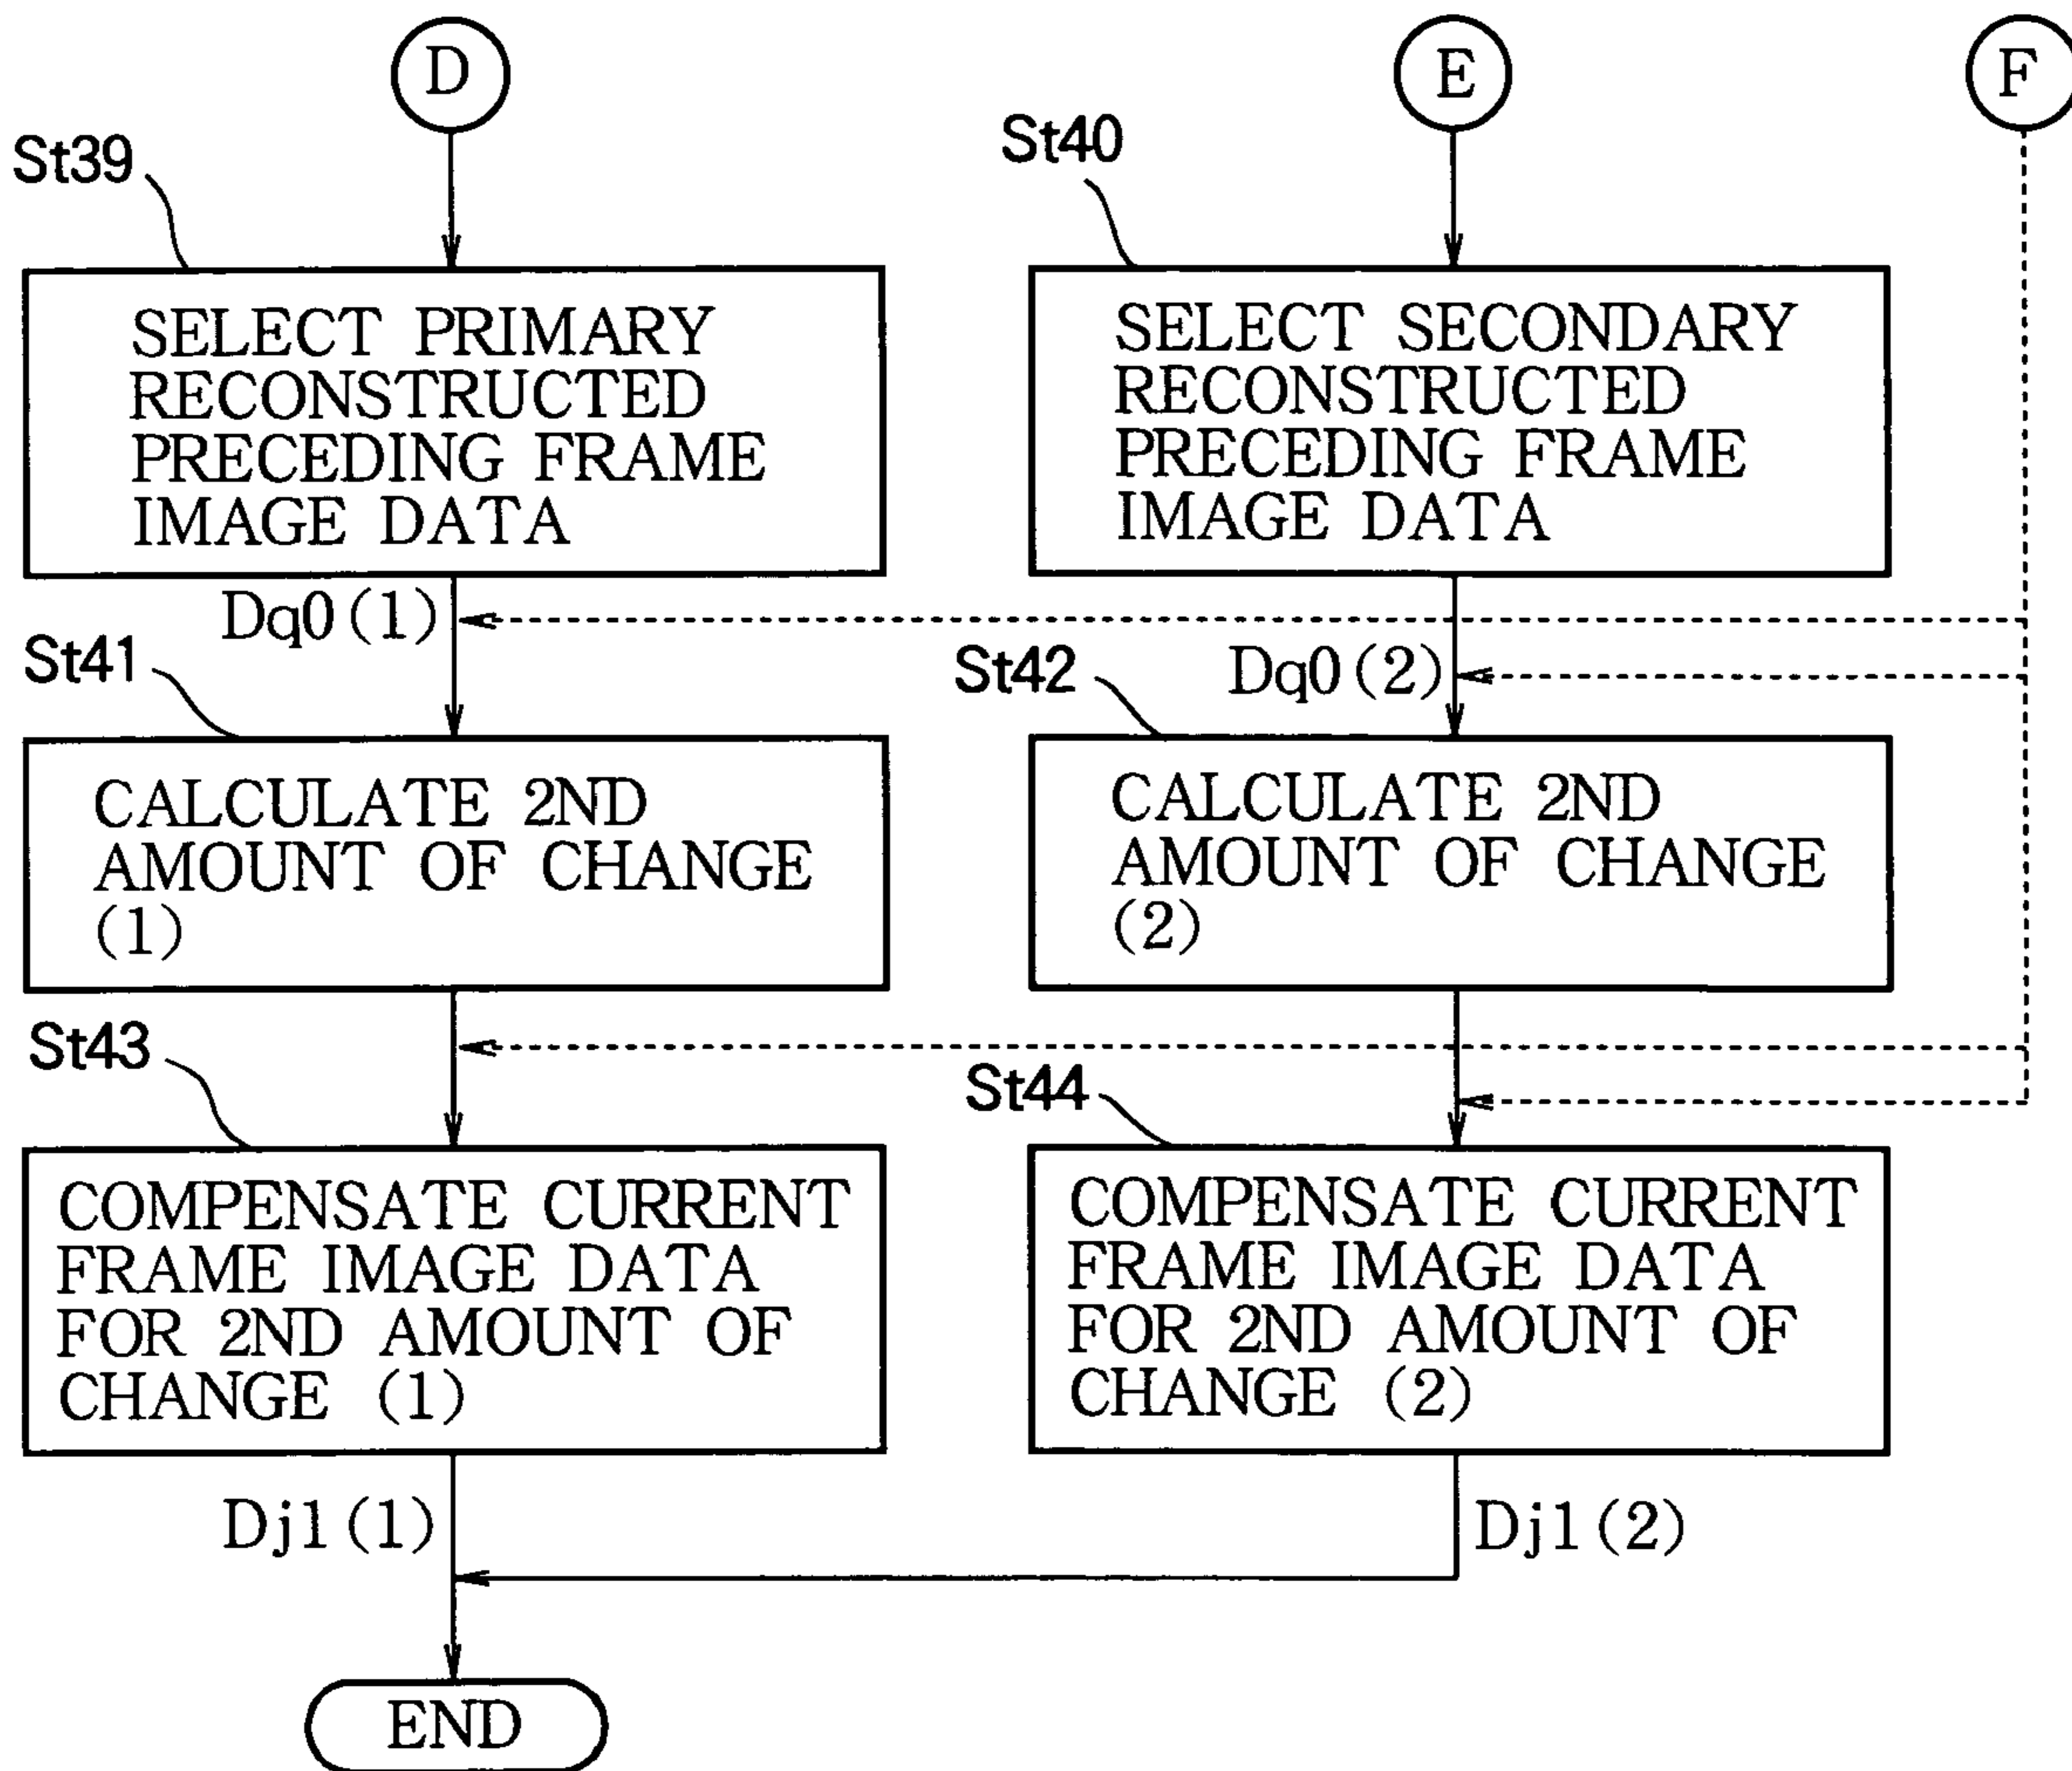 D
E
F
St39
St40
SELECT PRIMARY
RECONSTRUCTED
PRECEDING FRAME
IMAGE DATA
SELECT SECONDARY
RECONSTRUCTED
PRECEDING FRAME
IMAGE DATA
Dq0(1)
Dq0(2)
St41
St42
CALCULATE 2ND
AMOUNT OF CHANGE
(1)
CALCULATE 2ND
AMOUNT OF CHANGE
(2)
St43
St44
COMPENSATE CURRENT
FRAME IMAGE DATA
FOR 2ND AMOUNT OF
CHANGE (1)
COMPENSATE CURRENT
FRAME IMAGE DATA
FOR 2ND AMOUNT OF
CHANGE (2)
Dj1(1)
Dj1(2)
END